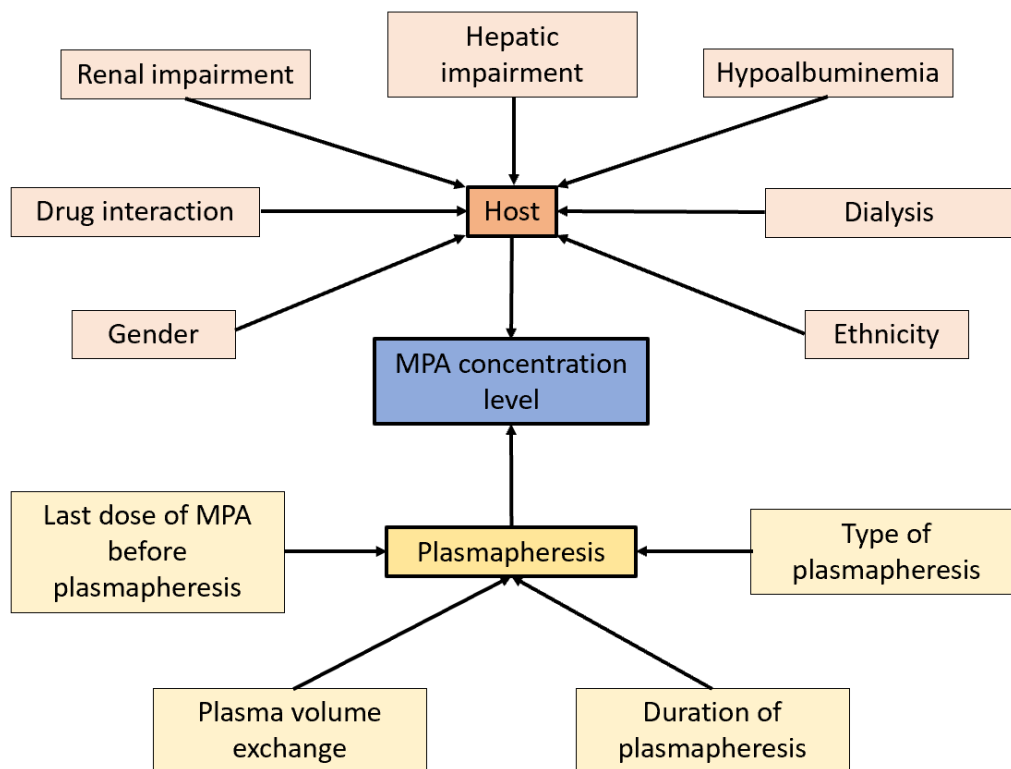 Renal impairment
Hepatic
impairment
Hypoalbuminemia
Drug interaction
Host
Dialysis
Gender
MPA concentration
level
Ethnicity
Last dose of MPA
before
plasmapheresis
Plasmapheresis
Type of
plasmapheresis
Plasma volume
exchange
Duration of
plasmapheresis